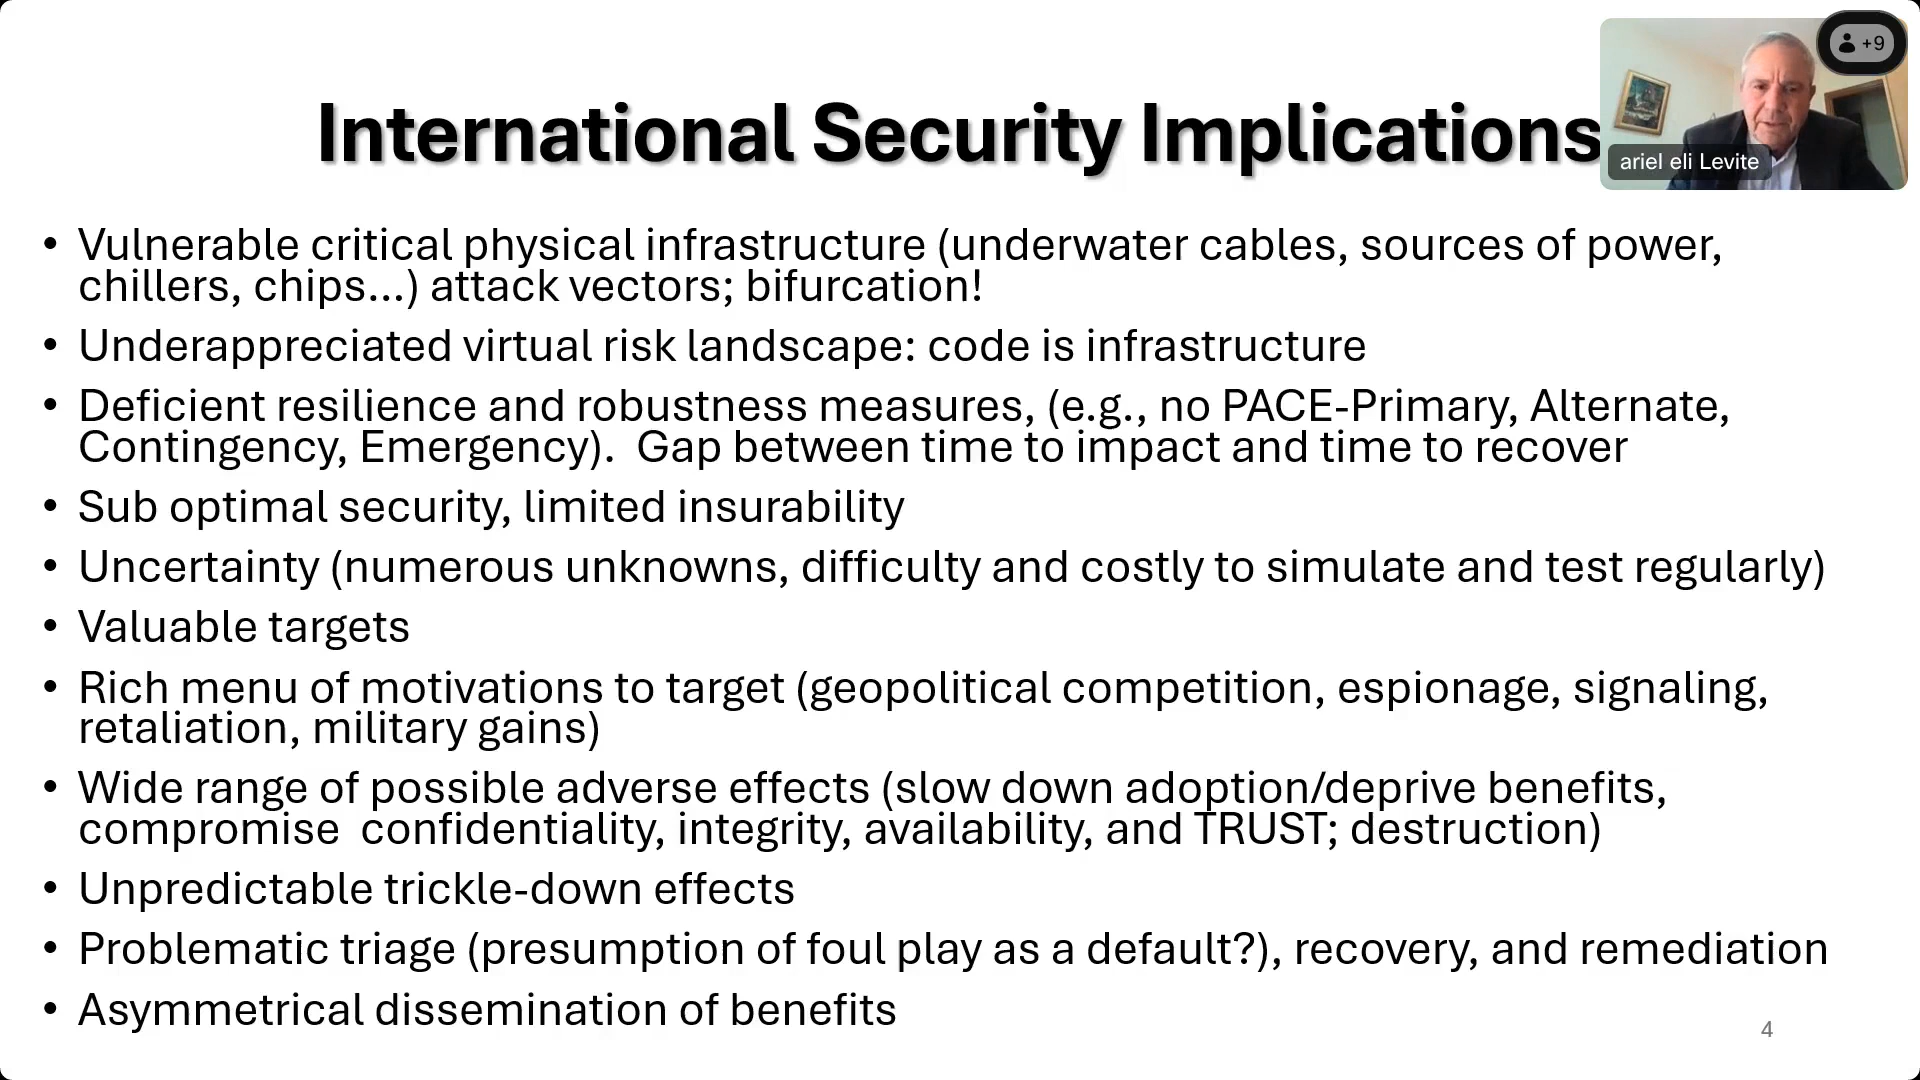 +9
ariel eli Levite
International Security Implications
• Vulnerable critical physical infrastructure (underwater cables, sources of power,
chillers, chips...) attack vectors; bifurcation!
• Underappreciated virtual risk landscape: code is infrastructure
• Deficient resilience and robustness measures, (e.g., no PACE-Primary, Alternate,
Contingency, Emergency).  Gap between time to impact and time to recover
• Sub optimal security, limited insurability
• Uncertainty (numerous unknowns, difficulty and costly to simulate and test regularly)
• Valuable targets
• Rich menu of motivations to target (geopolitical competition, espionage, signaling,
retaliation, military gains)
• Wide range of possible adverse effects (slow down adoption/deprive benefits,
compromise  confidentiality, integrity, availability, and TRUST; destruction)
• Unpredictable trickle-down effects
• Problematic triage (presumption of foul play as a default?), recovery, and remediation
• Asymmetrical dissemination of benefits
4